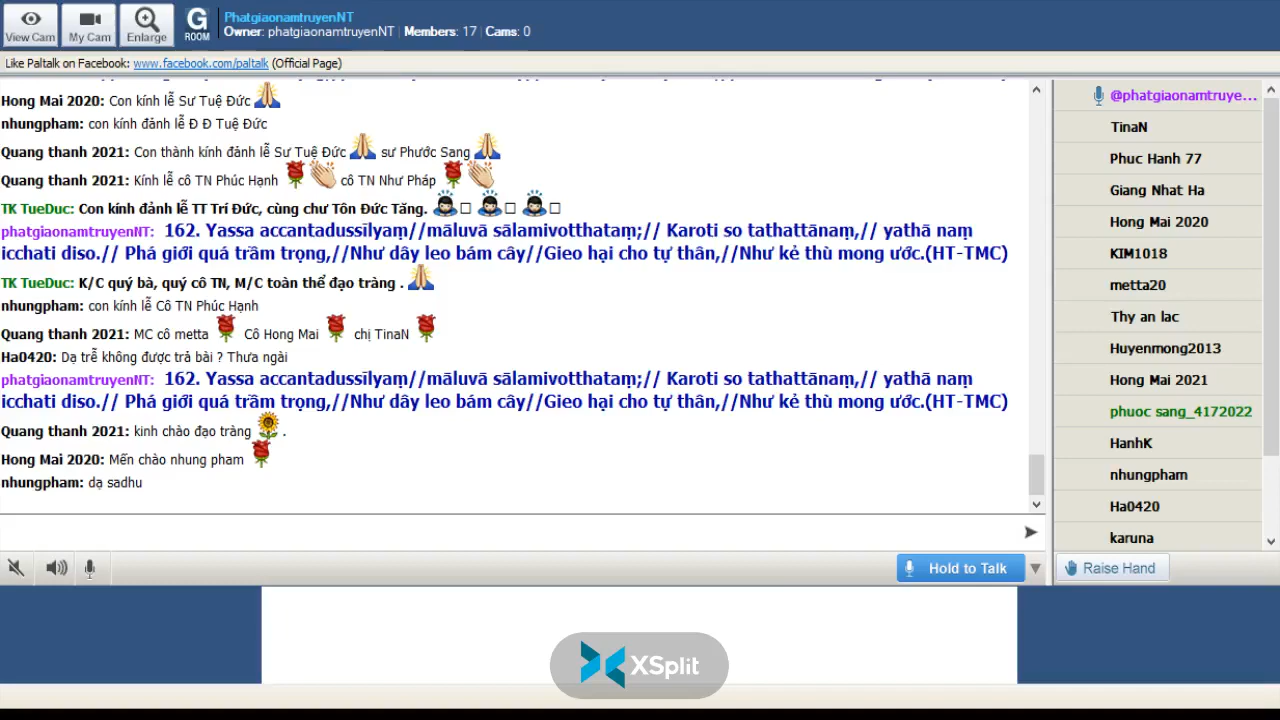 View Cam
My Cam
Enlarge
G
ROOM
PhatgiaonamtruyenNT
Owner: phatgiaonamtruyenNT | Members: 17 | Cams: 0
Like Paltalk on Facebook: www.facebook.com/paltalk (Official Page)
Hong Mai 2020: Con kính lễ Sư Tuệ Đức
nhungpham: con kính đảnh lễ Đ Đ Tuệ Đức
Quang thanh 2021: Con thành kính đảnh lễ Sư Tuệ Đức sư Phước Sang
Quang thanh 2021: Kính lễ cô TN Phúc Hạnh cô TN Như Pháp
TK TueDuc: Con kính đảnh lễ TT Trí Đức, cùng chư Tôn Đức Tăng.
phatgiaonamtruyenNT: 162. Yassa accantadussīlyaṃ//māluvā sālamivotthataṃ;// Karoti so tathattānaṃ,// yathā naṃ
icchati diso.// Phá giới quá trầm trọng,//Như dây leo bám cây//Gieo hại cho tự thân,//Như kẻ thù mong ước.(HT-TMC)
TK TueDuc: K/C quý bà, quý cô TN, M/C toàn thể đạo tràng .
nhungpham: con kính lễ Cô TN Phúc Hạnh
Quang thanh 2021: MC cô metta Cô Hong Mai chị TinaN
Ha0420: Dạ trễ không được trả bài ? Thưa ngài
phatgiaonamtruyenNT: 162. Yassa accantadussīlyaṃ//māluvā sālamivotthataṃ;// Karoti so tathattānaṃ,// yathā naṃ
icchati diso.// Phá giới quá trầm trọng,//Như dây leo bám cây//Gieo hại cho tự thân,//Như kẻ thù mong ước.(HT-TMC)
Quang thanh 2021: kinh chào đạo tràng .
Hong Mai 2020: Mến chào nhung pham
nhungpham: dạ sadhu
@phatgiaonamtruye...
TinaN
Phuc Hanh 77
Giang Nhat Ha
Hong Mai 2020
KIM1018
metta20
Thy an lac
Huyenmong2013
Hong Mai 2021
phuoc sang_4172022
HanhK
nhungpham
Ha0420
karuna
Hold to Talk
Raise Hand
XSplit